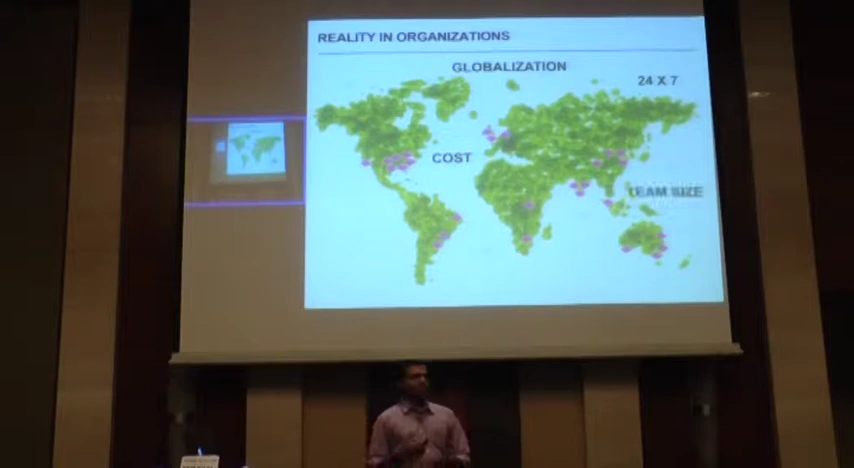 REALITY IN ORGANIZATIONS
GLOBALIZATION
24 X 7
COST
TEAM SIZE